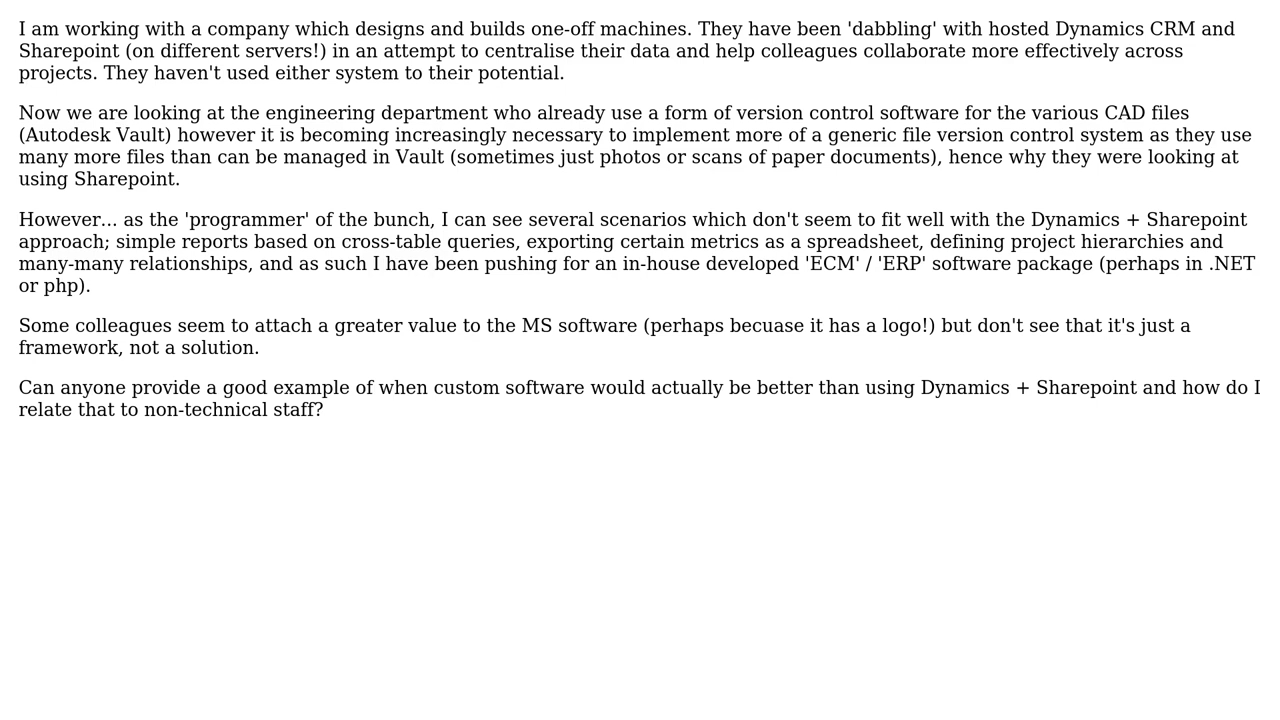 I am working with a company which designs and builds one-off machines. They have been 'dabbling' with hosted Dynamics CRM and
Sharepoint (on different servers!) in an attempt to centralise their data and help colleagues collaborate more effectively across
projects. They haven't used either system to their potential.
Now we are looking at the engineering department who already use a form of version control software for the various CAD files
(Autodesk Vault) however it is becoming increasingly necessary to implement more of a generic file version control system as they use
many more files than can be managed in Vault (sometimes just photos or scans of paper documents), hence why they were looking at
using Sharepoint.
However... as the 'programmer' of the bunch, I can see several scenarios which don't seem to fit well with the Dynamics + Sharepoint
approach; simple reports based on cross-table queries, exporting certain metrics as a spreadsheet, defining project hierarchies and
many-many relationships, and as such I have been pushing for an in-house developed 'ECM' / 'ERP' software package (perhaps in .NET
or php).
Some colleagues seem to attach a greater value to the MS software (perhaps becuase it has a logo!) but don't see that it's just a
framework, not a solution.
Can anyone provide a good example of when custom software would actually be better than using Dynamics + Sharepoint and how do I
relate that to non-technical staff?